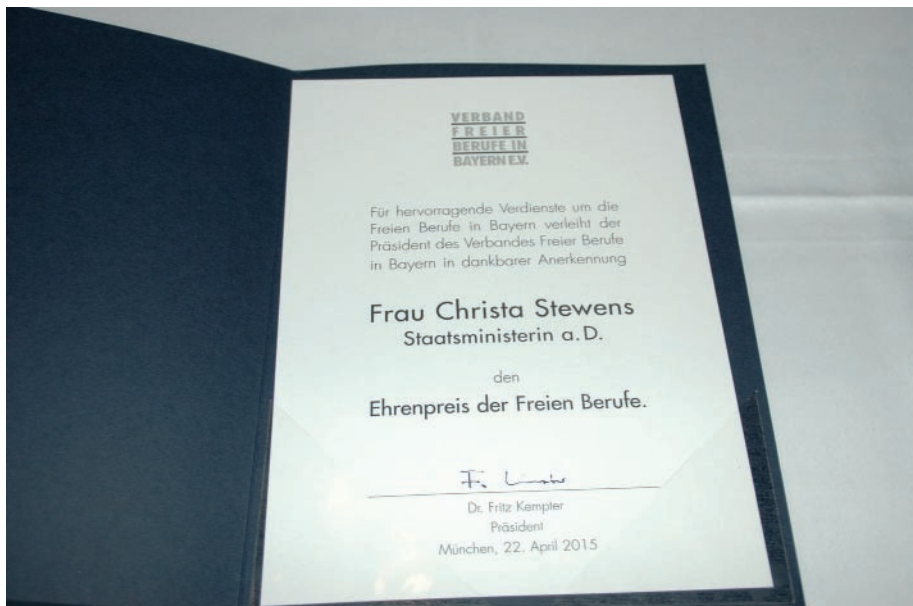 VERBAND
FREIER
BERUFE IN
BAYERN E.V.
Für hervorragende Verdienste um die
Freien Berufe in Bayern verleiht der
Präsident des Verbandes Freier Berufe
in Bayern in dankbarer Anerkennung
Frau Christa Stewens
Staatsministerin a.D.
den
Ehrenpreis der Freien Berufe.
Dr. Fritz Kempter
Präsident
München, 22. April 2015